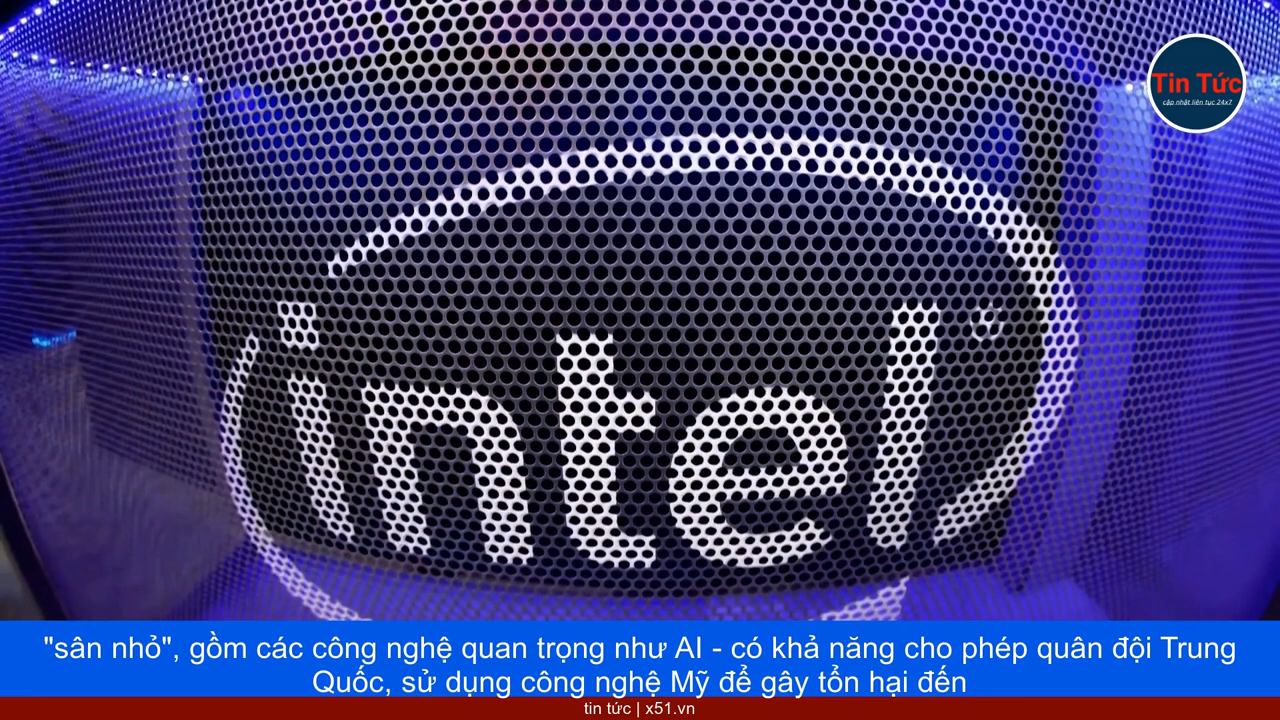 Tin Tức
cập nhật liên tục 24x7
intel
"sân nhỏ", gồm các công nghệ quan trọng như AI - có khả năng cho phép quân đội Trung
Quốc, sử dụng công nghệ Mỹ để gây tổn hại đến
tin tức | x51.vn